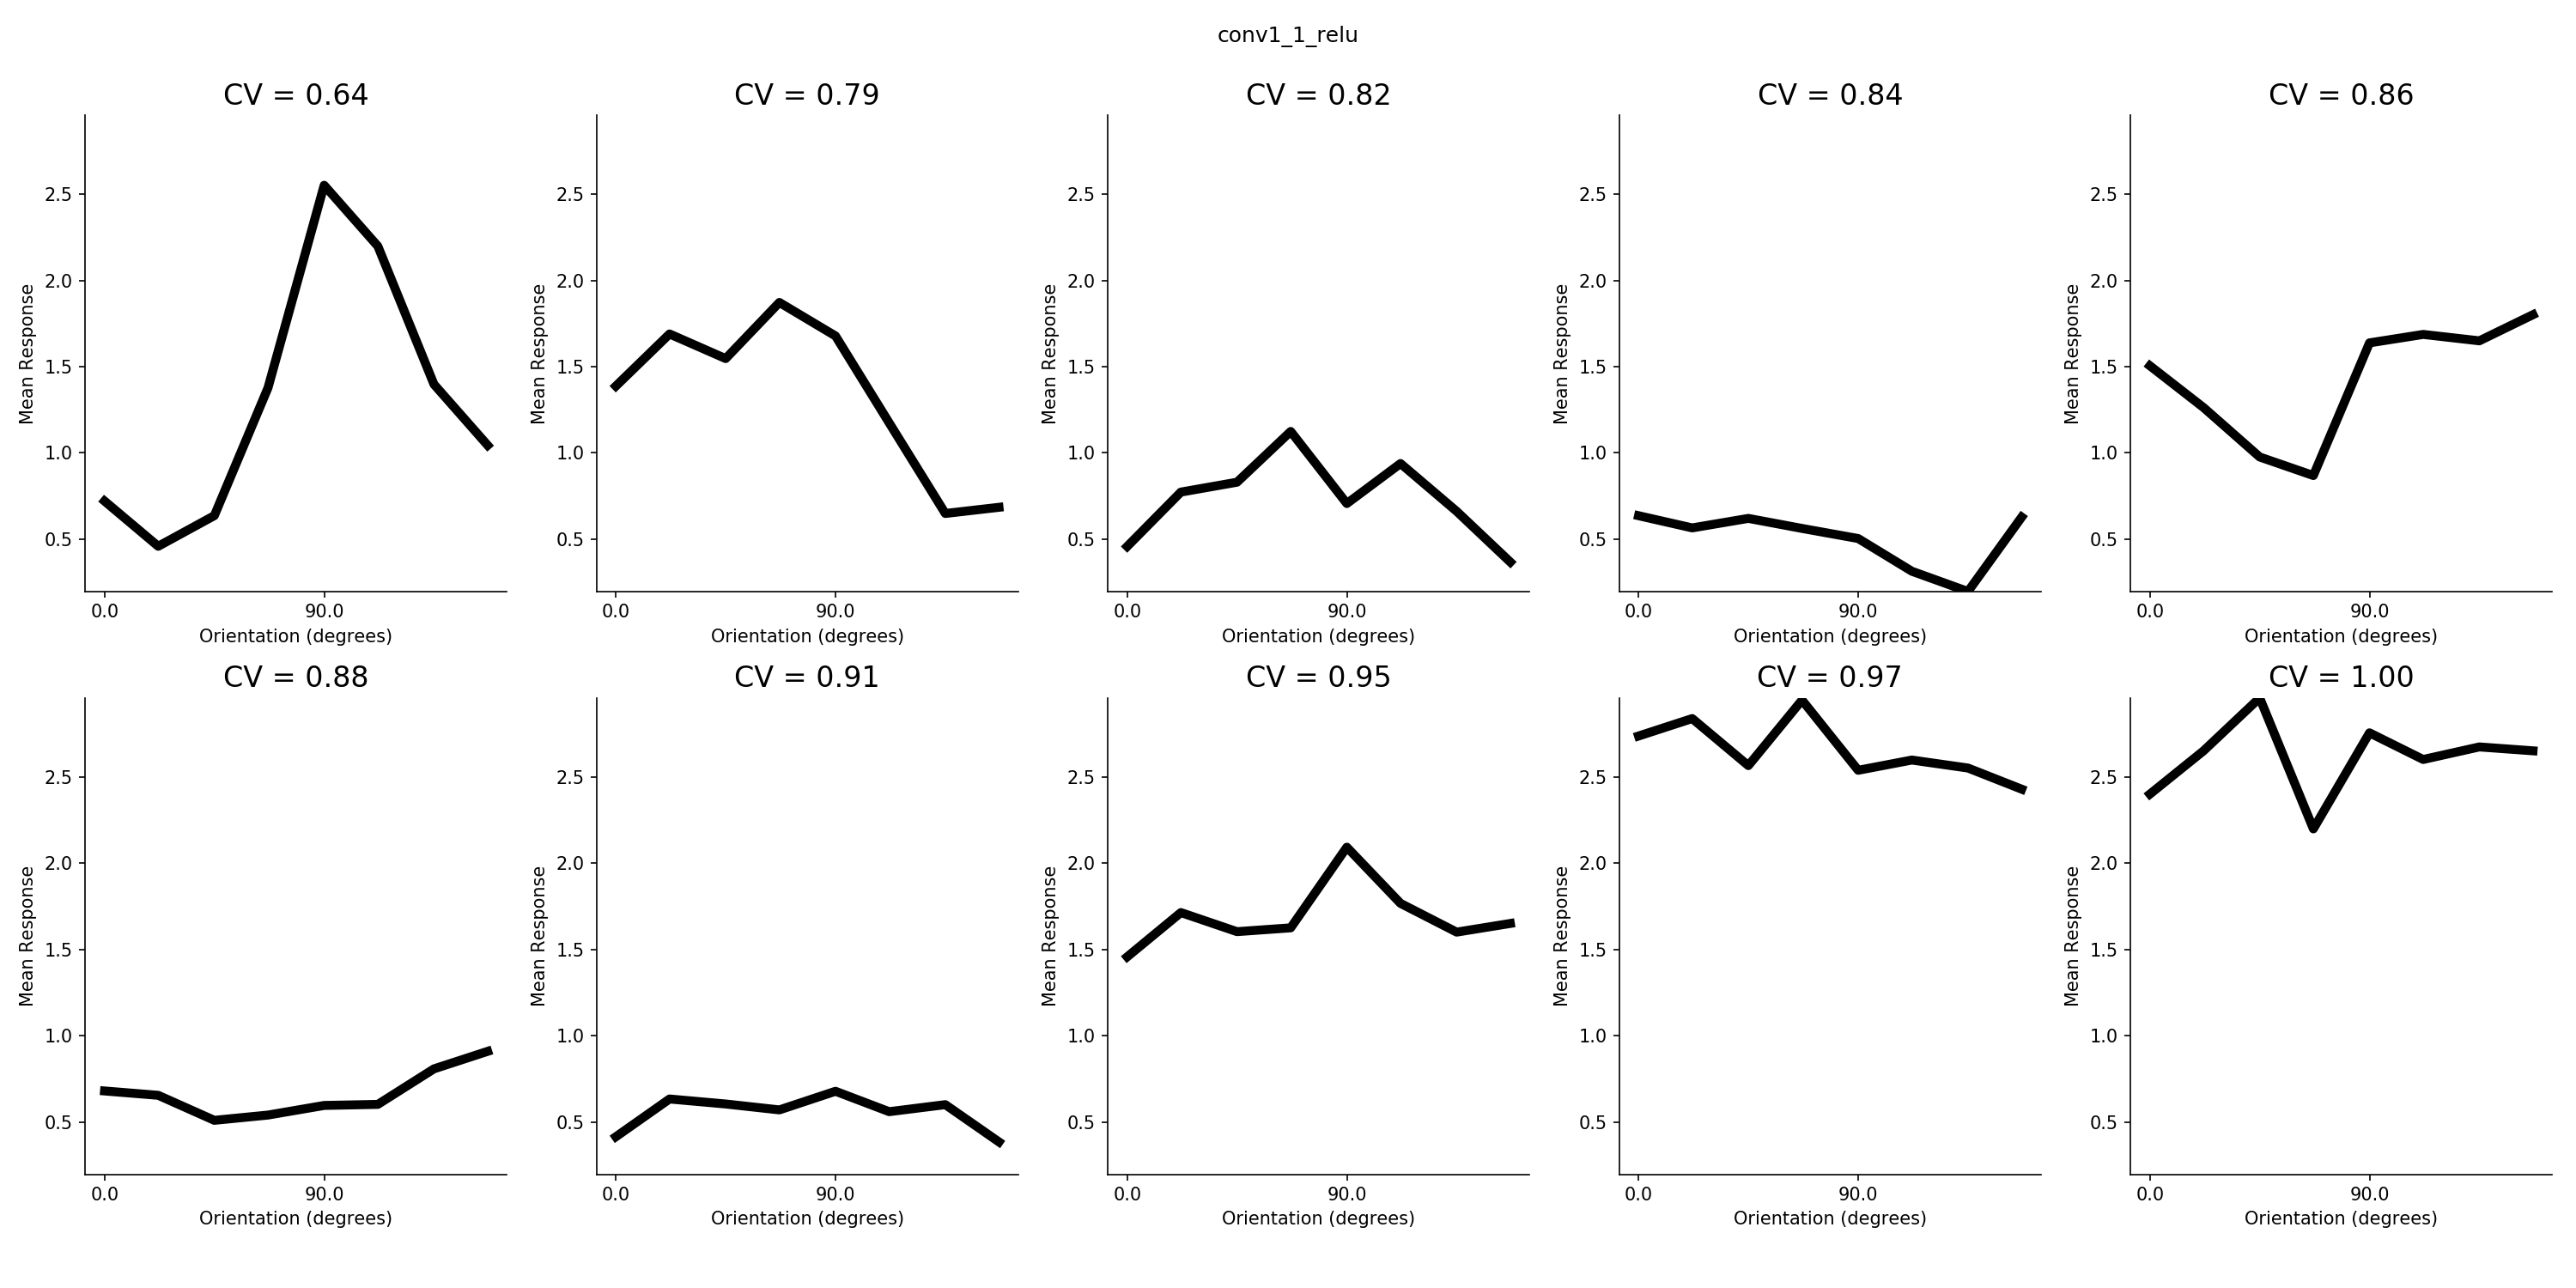 conv1_1_relu
CV = 0.64
Mean Response
2.5
2.0
1.5
1.0
0.5
0.0 90.0
Orientation (degrees)
CV = 0.79
Mean Response
2.5
2.0
1.5
1.0
0.5
0.0 90.0
Orientation (degrees)
CV = 0.82
Mean Response
2.5
2.0
1.5
1.0
0.5
0.0 90.0
Orientation (degrees)
CV = 0.84
Mean Response
2.5
2.0
1.5
1.0
0.5
0.0 90.0
Orientation (degrees)
CV = 0.86
Mean Response
2.5
2.0
1.5
1.0
0.5
0.0 90.0
Orientation (degrees)
CV = 0.88
Mean Response
2.5
2.0
1.5
1.0
0.5
0.0 90.0
Orientation (degrees)
CV = 0.91
Mean Response
2.5
2.0
1.5
1.0
0.5
0.0 90.0
Orientation (degrees)
CV = 0.95
Mean Response
2.5
2.0
1.5
1.0
0.5
0.0 90.0
Orientation (degrees)
CV = 0.97
Mean Response
2.5
2.0
1.5
1.0
0.5
0.0 90.0
Orientation (degrees)
CV = 1.00
Mean Response
2.5
2.0
1.5
1.0
0.5
0.0 90.0
Orientation (degrees)